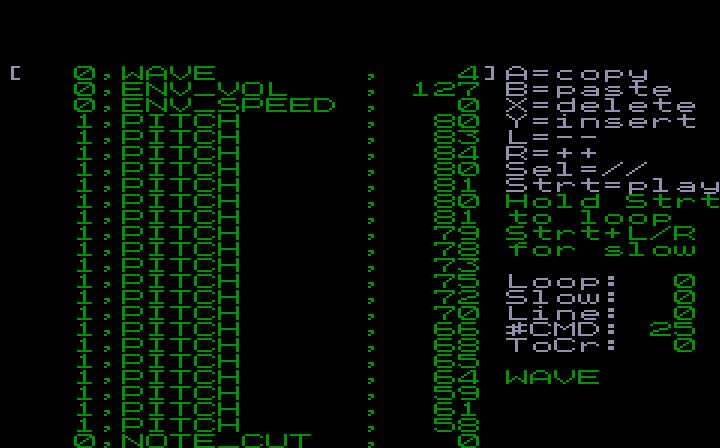 [ 0,WAVE , 4] A=copy
0,ENV_VOL , 127 B=paste
0,ENV_SPEED , 0 X=delete
1,PITCH , 80 Y=insert
1,PITCH , 83 L=--
1,PITCH , 84 R=++
1,PITCH , 80 Sel=//
1,PITCH , 81 Strt=play
1,PITCH , 80 Hold Strt
1,PITCH , 81 to loop
1,PITCH , 79 Strt+L/R
1,PITCH , 78 for slow
1,PITCH , 73
1,PITCH , 75 Loop: 0
1,PITCH , 72 Slow: 0
1,PITCH , 70 Line: 0
1,PITCH , 66 #CMD: 25
1,PITCH , 68 ToCr: 0
1,PITCH , 65
1,PITCH , 64 WAVE
1,PITCH , 59
1,PITCH , 61
1,PITCH , 58
0,NOTE_CUT , 0